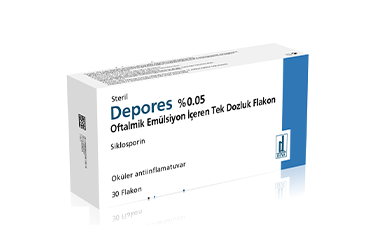 Steril
Depores %0.05
Oftalmik Emülsiyon İçeren Tek Dozluk Flakon
Siklosporin
Oküler antiinflamatuvar
30 Flakon